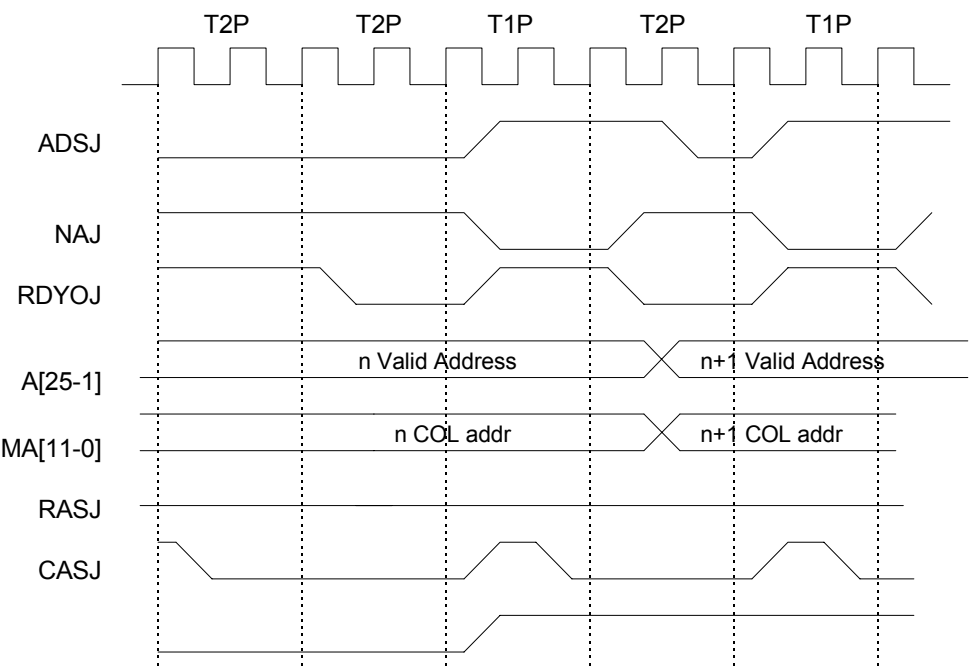 T2P T2P T1P T2P T1P
ADSJ
NAJ
RDYOJ
n Valid Address n+1 Valid Address
A[25-1]
n COL addr n+1 COL addr
MA[11-0]
RASJ
CASJ